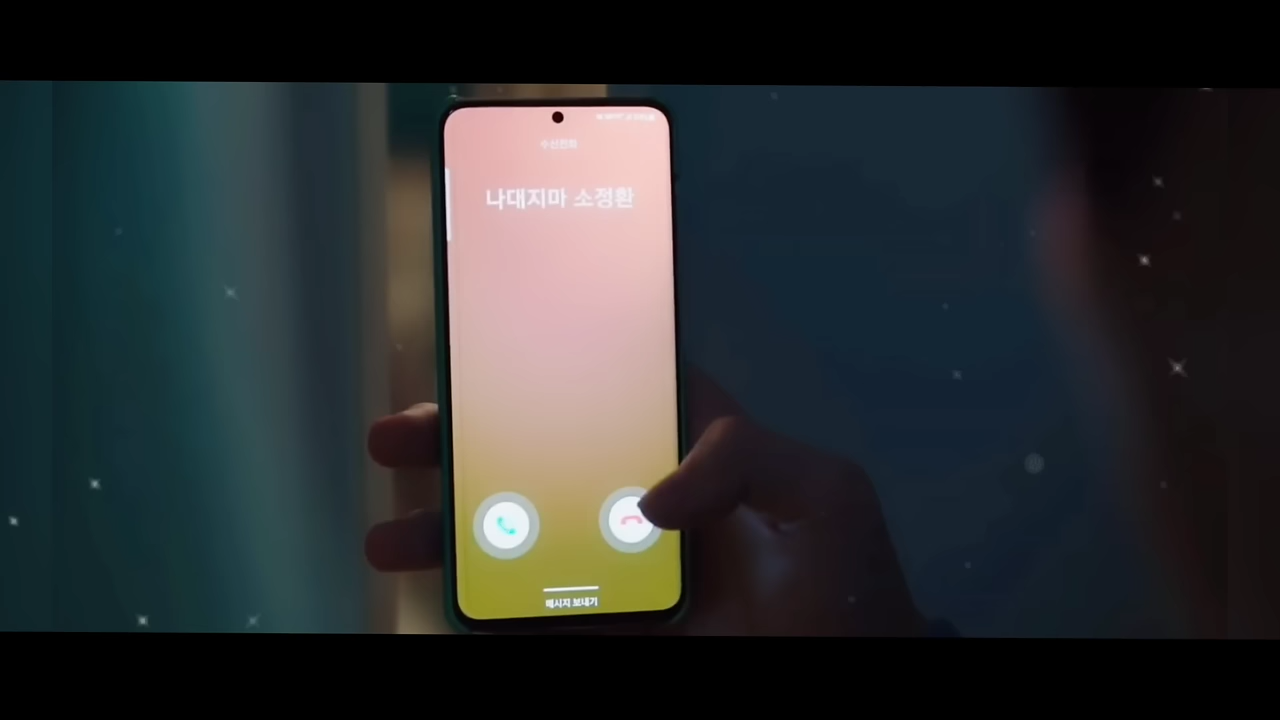 수신전화
나대지마 소정환
메시지 보내기